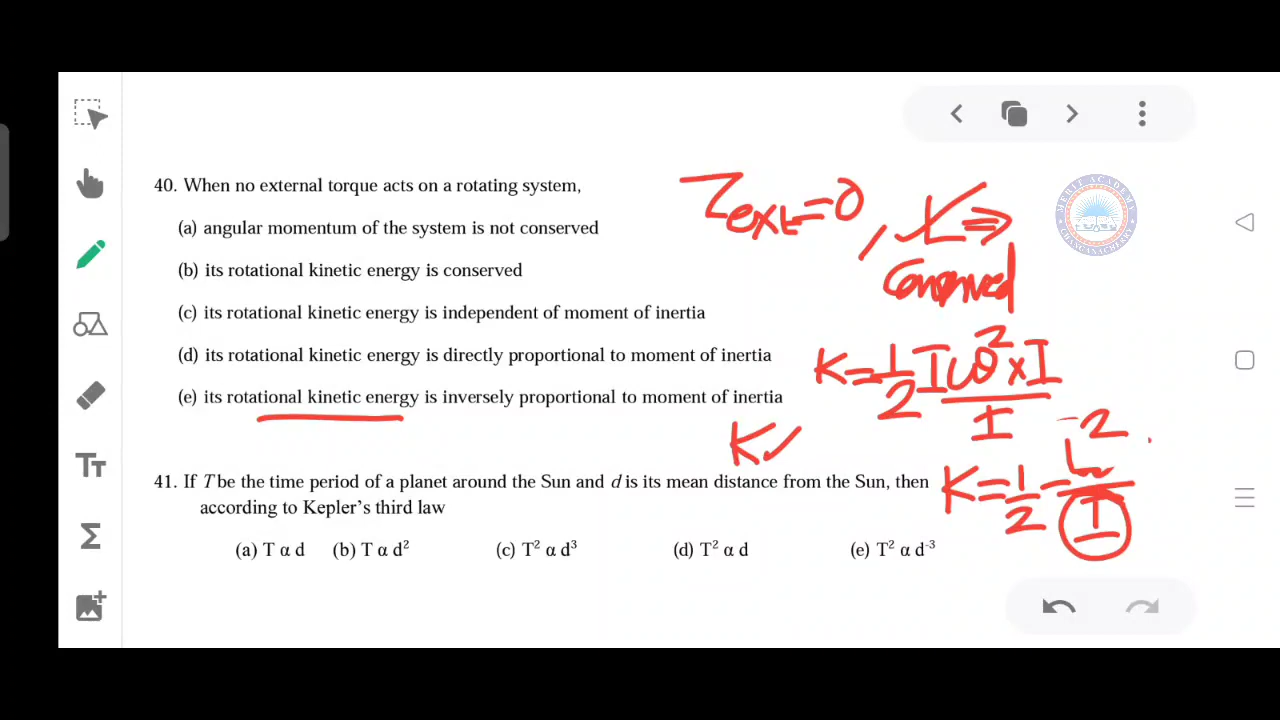 40. When no external torque acts on a rotating system,
(a) angular momentum of the system is not conserved
(b) its rotational kinetic energy is conserved
(c) its rotational kinetic energy is independent of moment of inertia
(d) its rotational kinetic energy is directly proportional to moment of inertia
(e) its rotational kinetic energy is inversely proportional to moment of inertia
τext=0, L ⇒
conserved
MERIT ACADEMY
CHANGANACHERRY
K=1/2 Iω² × I / I
K✓
K=1/2 L² / I
41. If T be the time period of a planet around the Sun and d is its mean distance from the Sun, then
according to Kepler's third law
(a) T α d (b) T α d² (c) T² α d³ (d) T² α d (e) T² α d⁻³
Tт
Σ